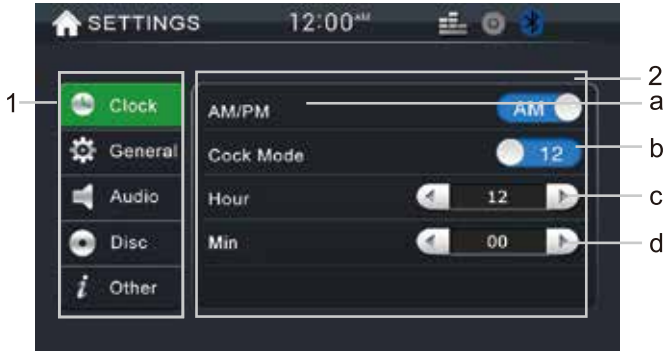 SETTINGS 12:00AM
2
1 Clock AM/PM AM a
General Cock Mode 12 b
Audio Hour 12 c
Disc Min 00 d
i Other